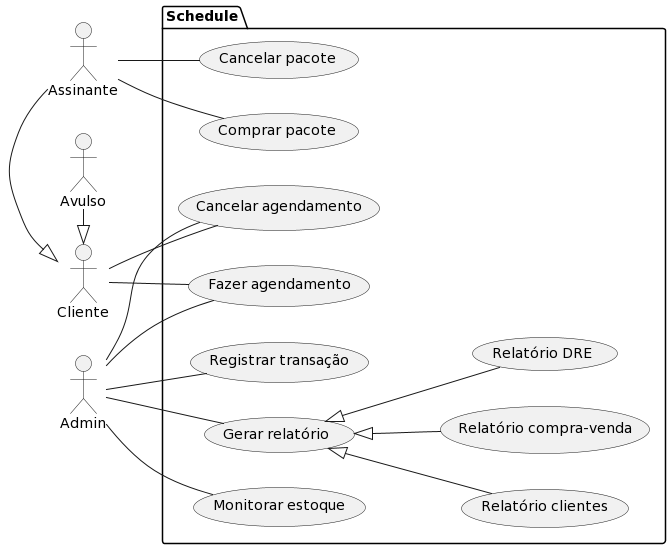 Schedule
Assinante
Cancelar pacote
Comprar pacote
Avulso
Cancelar agendamento
Cliente
Fazer agendamento
Admin
Registrar transação
Gerar relatório
Relatório DRE
Relatório compra-venda
Relatório clientes
Monitorar estoque